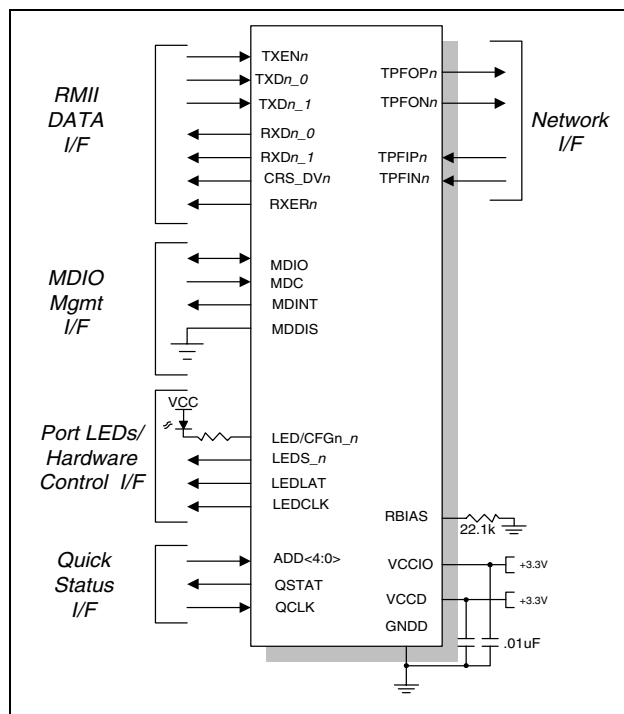 RMII
DATA
I/F
TXENn
TXDn_0
TXDn_1
RXDn_0
RXDn_1
CRS_DVn
RXERn
TPFOPn
TPFONn
TPFIPn
TPFINn
Network
I/F
MDIO
Mgmt
I/F
MDIO
MDC
MDINT
MDDIS
Port LEDs/
Hardware
Control I/F
VCC
LED/CFGn_n
LEDS_n
LEDLAT
LEDCLK
Quick
Status
I/F
ADD<4:0>
QSTAT
QCLK
RBIAS
22.1k
VCCIO
+3.3V
VCCD
+3.3V
GNDD
.01uF